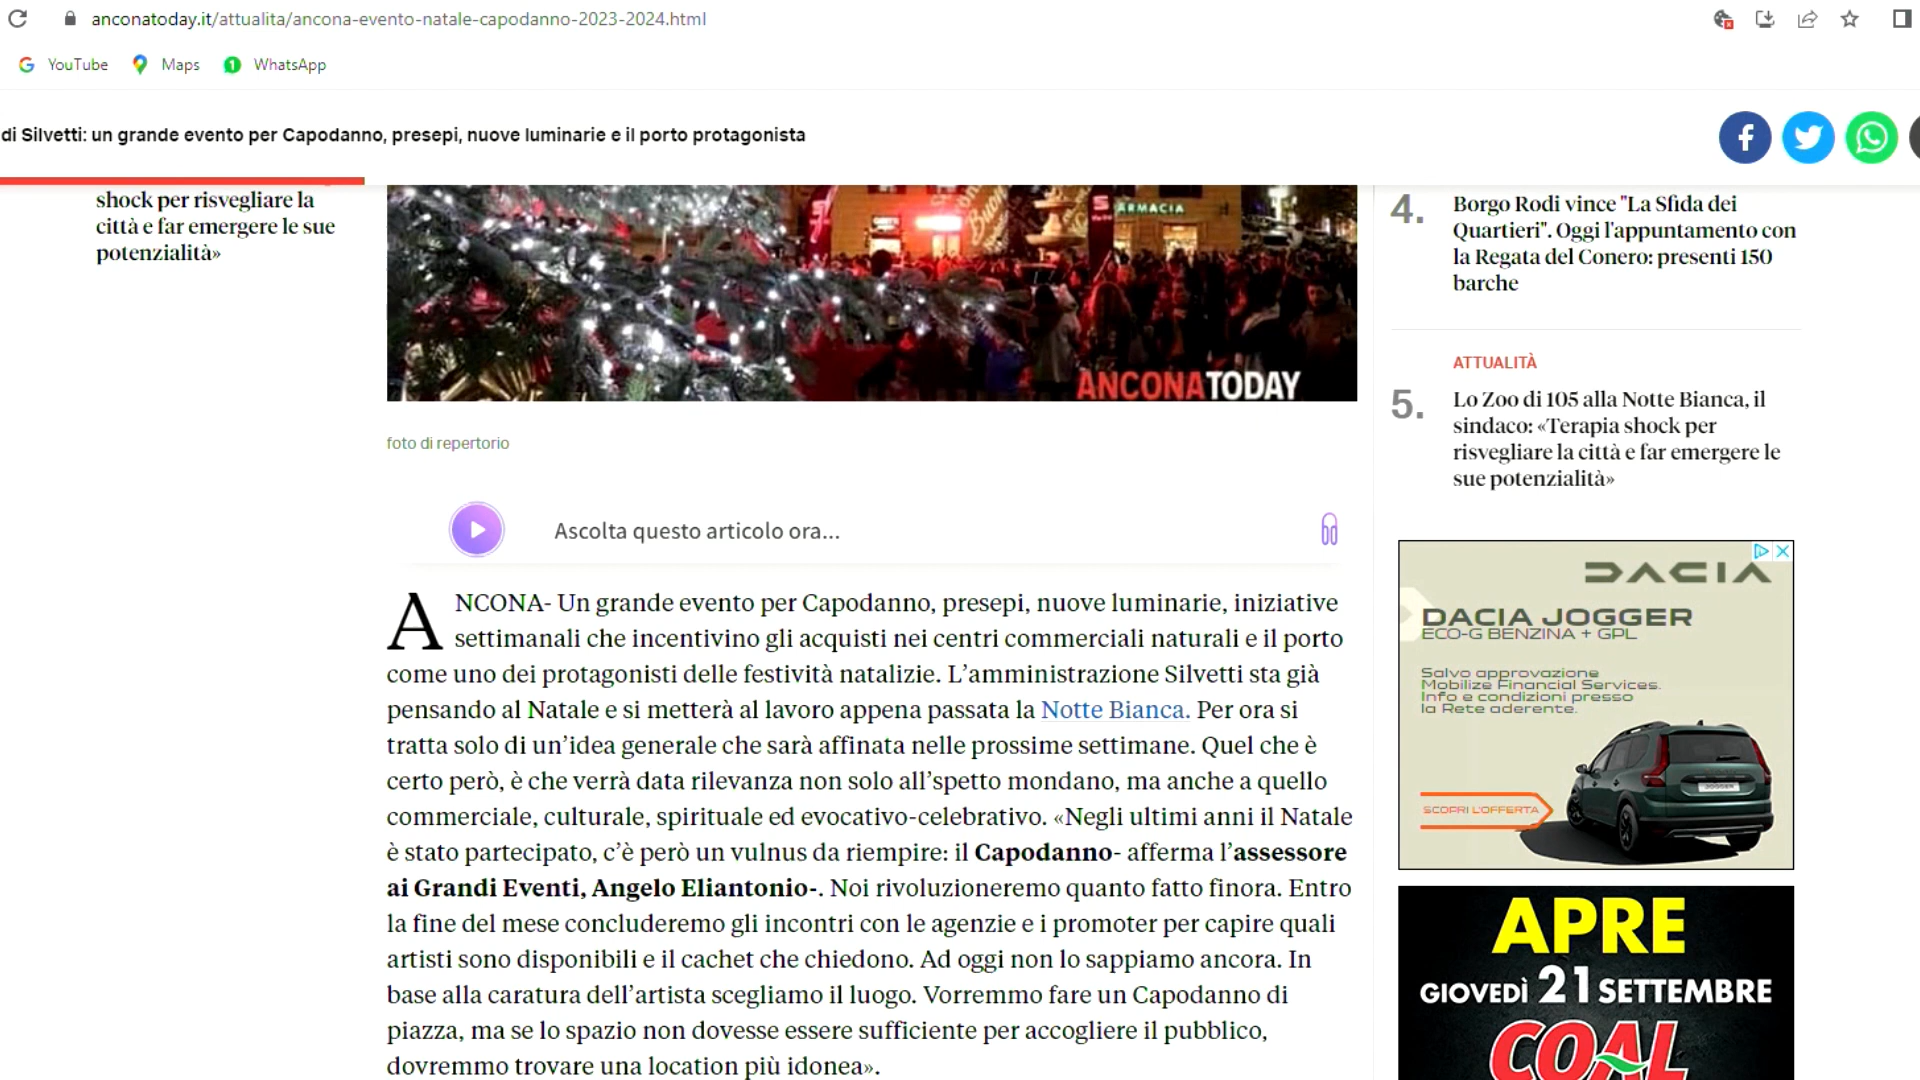 anconatoday.it/attualita/ancona-evento-natale-capodanno-2023-2024.html
YouTube
Maps
WhatsApp
di Silvetti: un grande evento per Capodanno, presepi, nuove luminarie e il porto protagonista
shock per risvegliare la
città e far emergere le sue
potenzialità»
ARMACIA
ANCONATODAY
foto di repertorio
Ascolta questo articolo ora...
ANCONA- Un grande evento per Capodanno, presepi, nuove luminarie, iniziative
settimanali che incentivino gli acquisti nei centri commerciali naturali e il porto
come uno dei protagonisti delle festività natalizie. L'amministrazione Silvetti sta già
pensando al Natale e si metterà al lavoro appena passata la Notte Bianca. Per ora si
tratta solo di un'idea generale che sarà affinata nelle prossime settimane. Quel che è
certo però, è che verrà data rilevanza non solo all'spetto mondano, ma anche a quello
commerciale, culturale, spirituale ed evocativo-celebrativo. «Negli ultimi anni il Natale
è stato partecipato, c'è però un vulnus da riempire: il Capodanno- afferma l'assessore
ai Grandi Eventi, Angelo Eliantonio-. Noi rivoluzioneremo quanto fatto finora. Entro
la fine del mese concluderemo gli incontri con le agenzie e i promoter per capire quali
artisti sono disponibili e il cachet che chiedono. Ad oggi non lo sappiamo ancora. In
base alla caratura dell'artista scegliamo il luogo. Vorremmo fare un Capodanno di
piazza, ma se lo spazio non dovesse essere sufficiente per accogliere il pubblico,
dovremmo trovare una location più idonea».
4.
Borgo Rodi vince "La Sfida dei
Quartieri". Oggi l'appuntamento con
la Regata del Conero: presenti 150
barche
ATTUALITÀ
5.
Lo Zoo di 105 alla Notte Bianca, il
sindaco: «Terapia shock per
risvegliare la città e far emergere le
sue potenzialità»
DACIA
DACIA JOGGER
ECO-G BENZINA + GPL
Salvo approvazione
Mobilize Financial Services.
Info e condizioni presso
la Rete aderente.
JOGGER
SCOPRI L'OFFERTA
APRE
GIOVEDÌ 21 SETTEMBRE
COAL